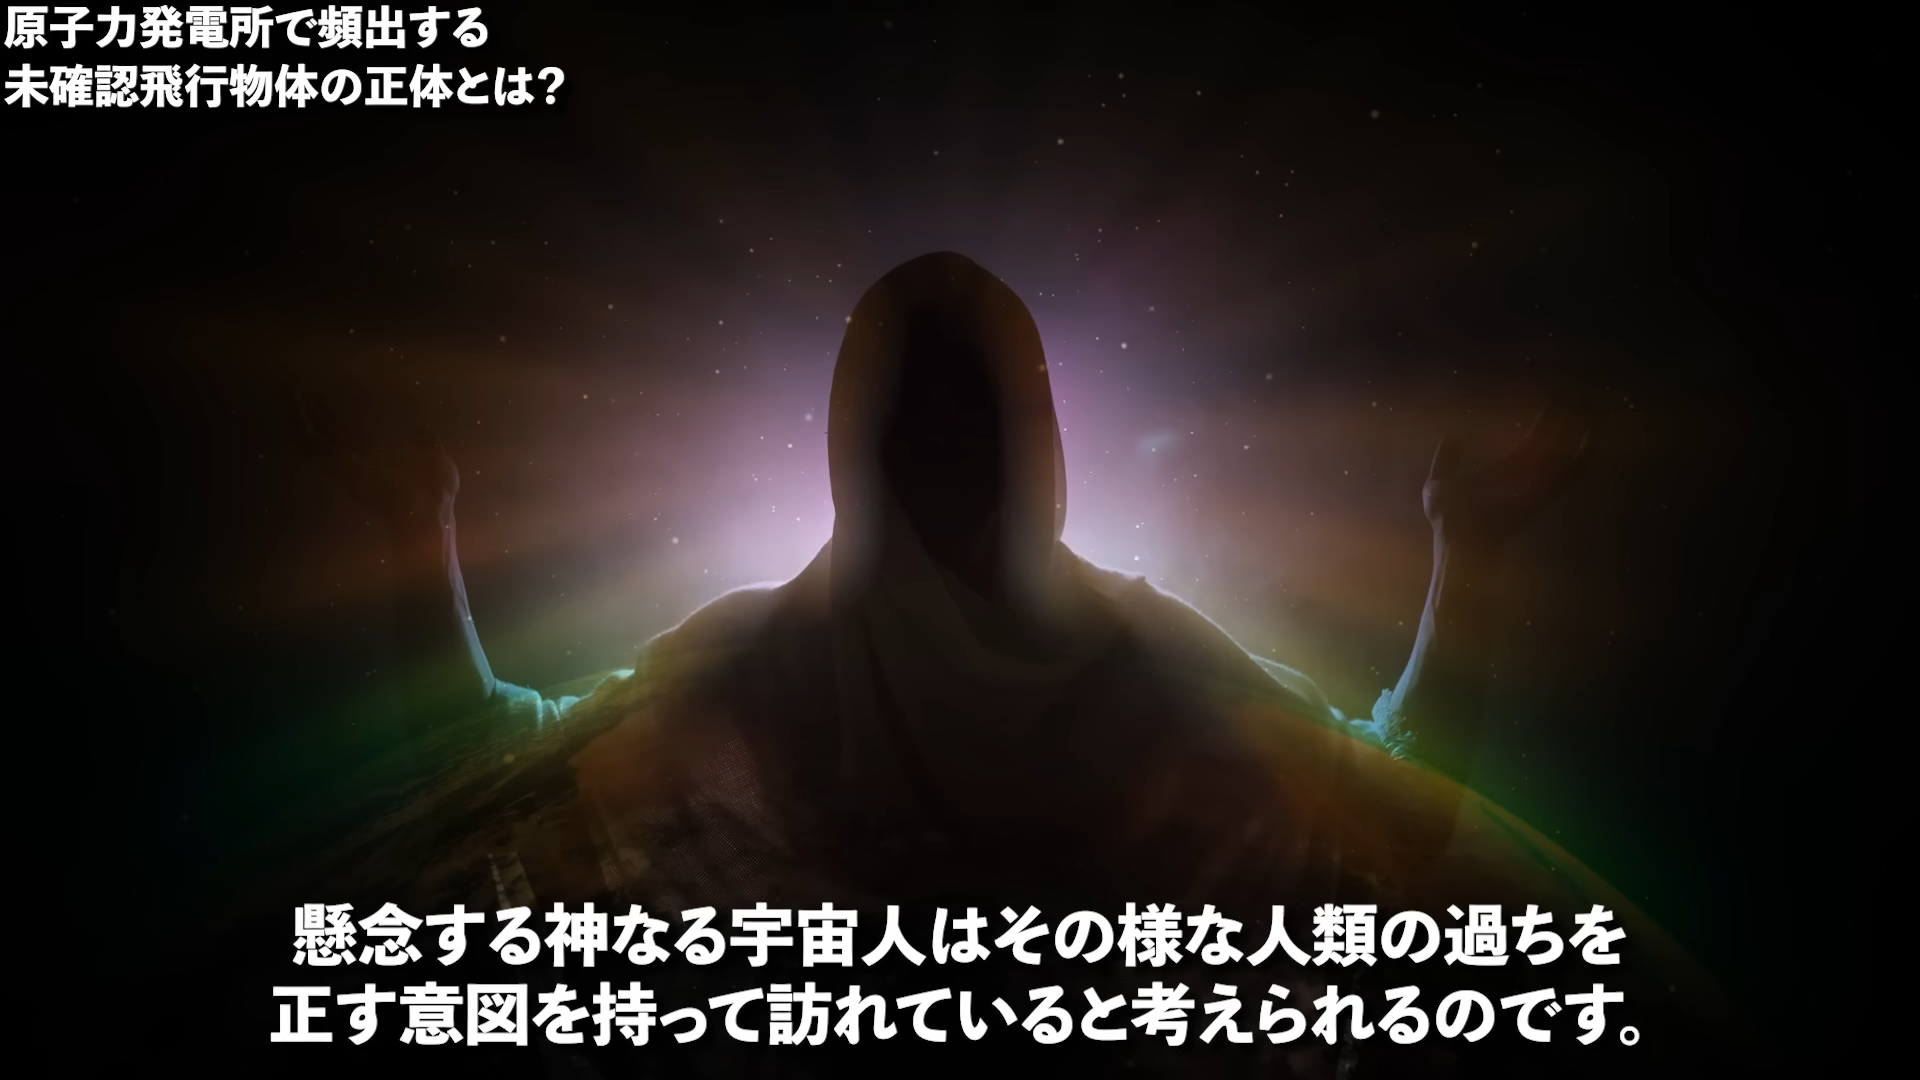 原子力発電所で頻出する
未確認飛行物体の正体とは？
懸念する神なる宇宙人はその様な人類の過ちを
正す意図を持って訪れていると考えられるのです。